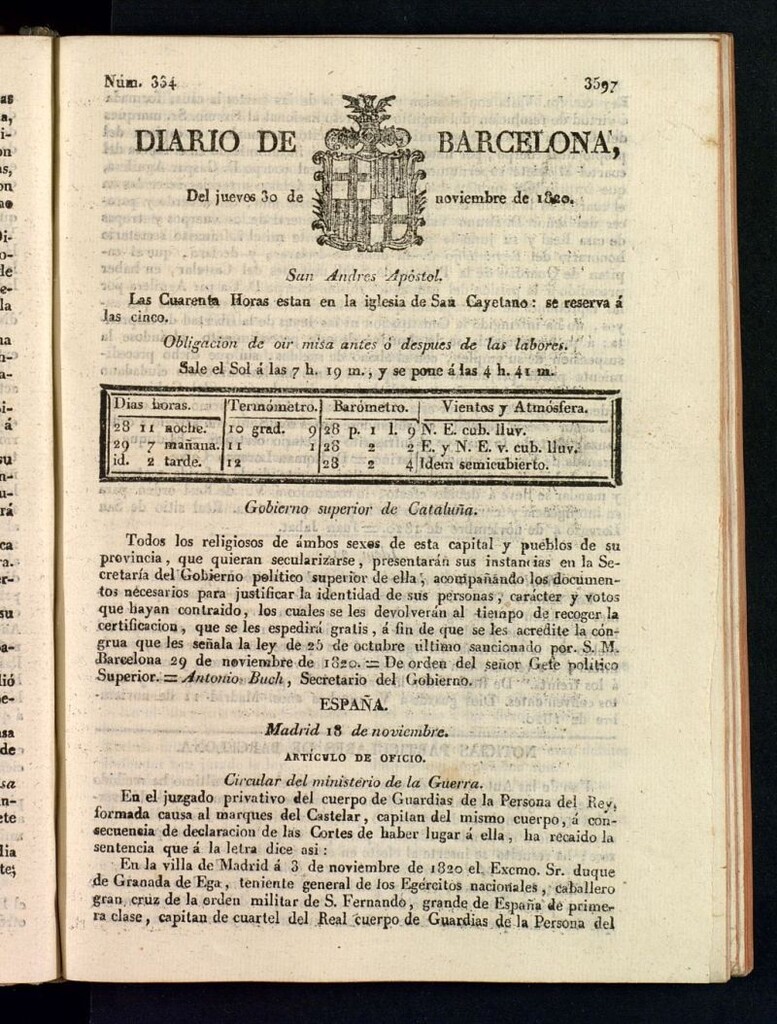 Núm. 334 3597
DIARIO DE BARCELONA,
Del jueves 30 de noviembre de 1820.
San Andres Apóstol.
Las Cuarenta Horas estan en la iglesia de San Cayetano: se reserva á
las cinco.
Obligacion de oir misa antes ó despues de las labores.
Sale el Sol á las 7 h. 19 m., y se pone á las 4 h. 41 m.
Dias horas. Termómetro. Barómetro. Vientos y Atmósfera.
28 11 noche. 10 grad. 9 28 p. 1 l. 9 N. E. cub. lluv.
29 7 mañana. 11 1 28 2 2 E. y N. E. v. cub. lluv.
id. 2 tarde. 12 28 2 4 Idem semicubierto.
Gobierno superior de Cataluña.
Todos los religiosos de ámbos sexos de esta capital y pueblos de su
provincia, que quieran secularizarse, presentarán sus instancias en la Se-
cretaría del Gobierno político superior de ella, acompañando los documen-
tos necesarios para justificar la identidad de sus personas, carácter y votos
que hayan contraido, los cuales se les devolverán al tiempo de recoger la
certificacion, que se les espedirá gratis, á fin de que se les acredite la cón-
grua que les señala la ley de 25 de octubre último sancionado por S. M.
Barcelona 29 de noviembre de 1820. = De orden del señor Gefe político
Superior. = Antonio Buch, Secretario del Gobierno.
ESPAÑA.
Madrid 18 de noviembre.
ARTÍCULO DE OFICIO.
Circular del ministerio de la Guerra.
En el juzgado privativo del cuerpo de Guardias de la Persona del Rey,
formada causa al marques del Castelar, capitan del mismo cuerpo, á con-
secuencia de declaracion de las Cortes de haber lugar á ella, ha recaido la
sentencia que á la letra dice asi:
En la villa de Madrid á 3 de noviembre de 1820 el Excmo. Sr. duque
de Granada de Ega, teniente general de los Egércitos nacionales, caballero
gran cruz de la orden militar de S. Fernando, grande de España de prime-
ra clase, capitan de cuartel del Real cuerpo de Guardias de la Persona del